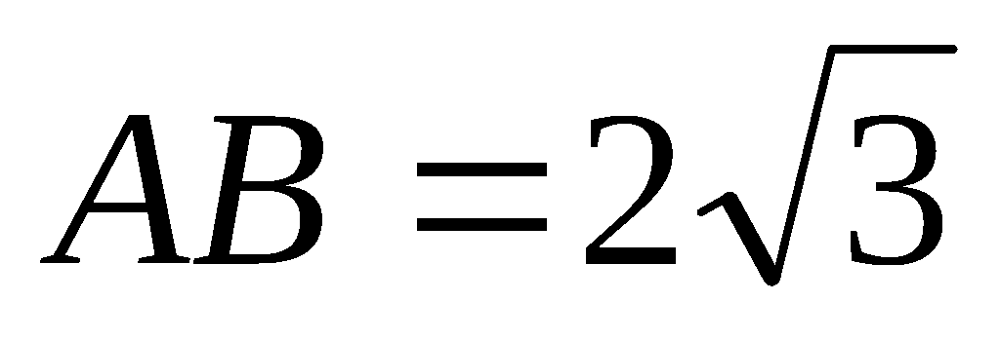 AB = 2√3